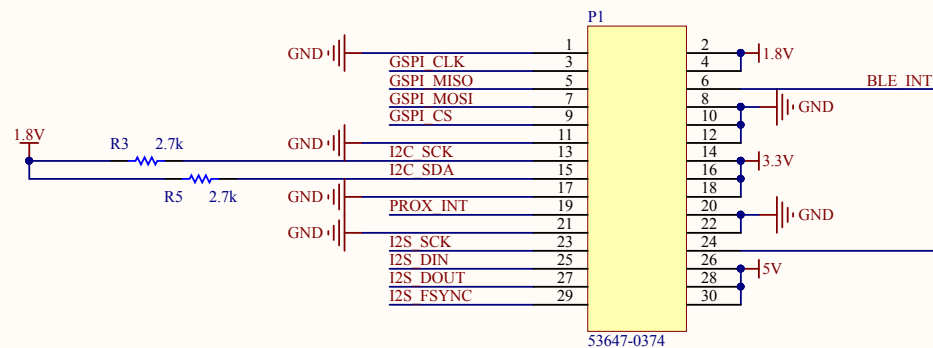 P1
GND 1 2 1.8V
GSPI_CLK 3 4
GSPI_MISO 5 6 BLE_INT
GSPI_MOSI 7 8 GND
GSPI_CS 9 10
GND 11 12
1.8V R3 2.7k I2C_SCK 13 14 3.3V
I2C_SDA 15 16
R5 2.7k GND 17 18
PROX_INT 19 20 GND
GND 21 22
I2S_SCK 23 24
I2S_DIN 25 26 5V
I2S_DOUT 27 28
I2S_FSYNC 29 30
53647-0374